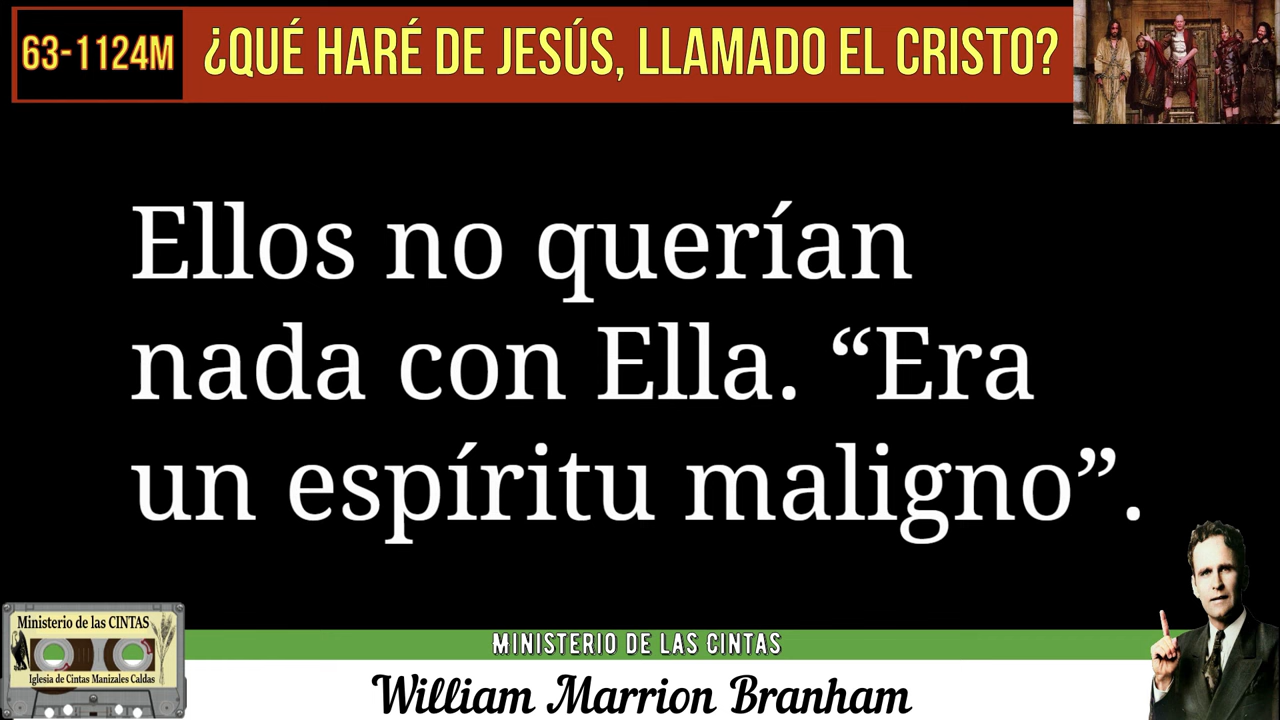 63-1124M
¿QUÉ HARÉ DE JESÚS, LLAMADO EL CRISTO?
Ellos no querían
nada con Ella. “Era
un espíritu maligno”.
Ministerio de las CINTAS
Iglesia de Cintas Manizales Caldas
MINISTERIO DE LAS CINTAS
William Marrion Branham